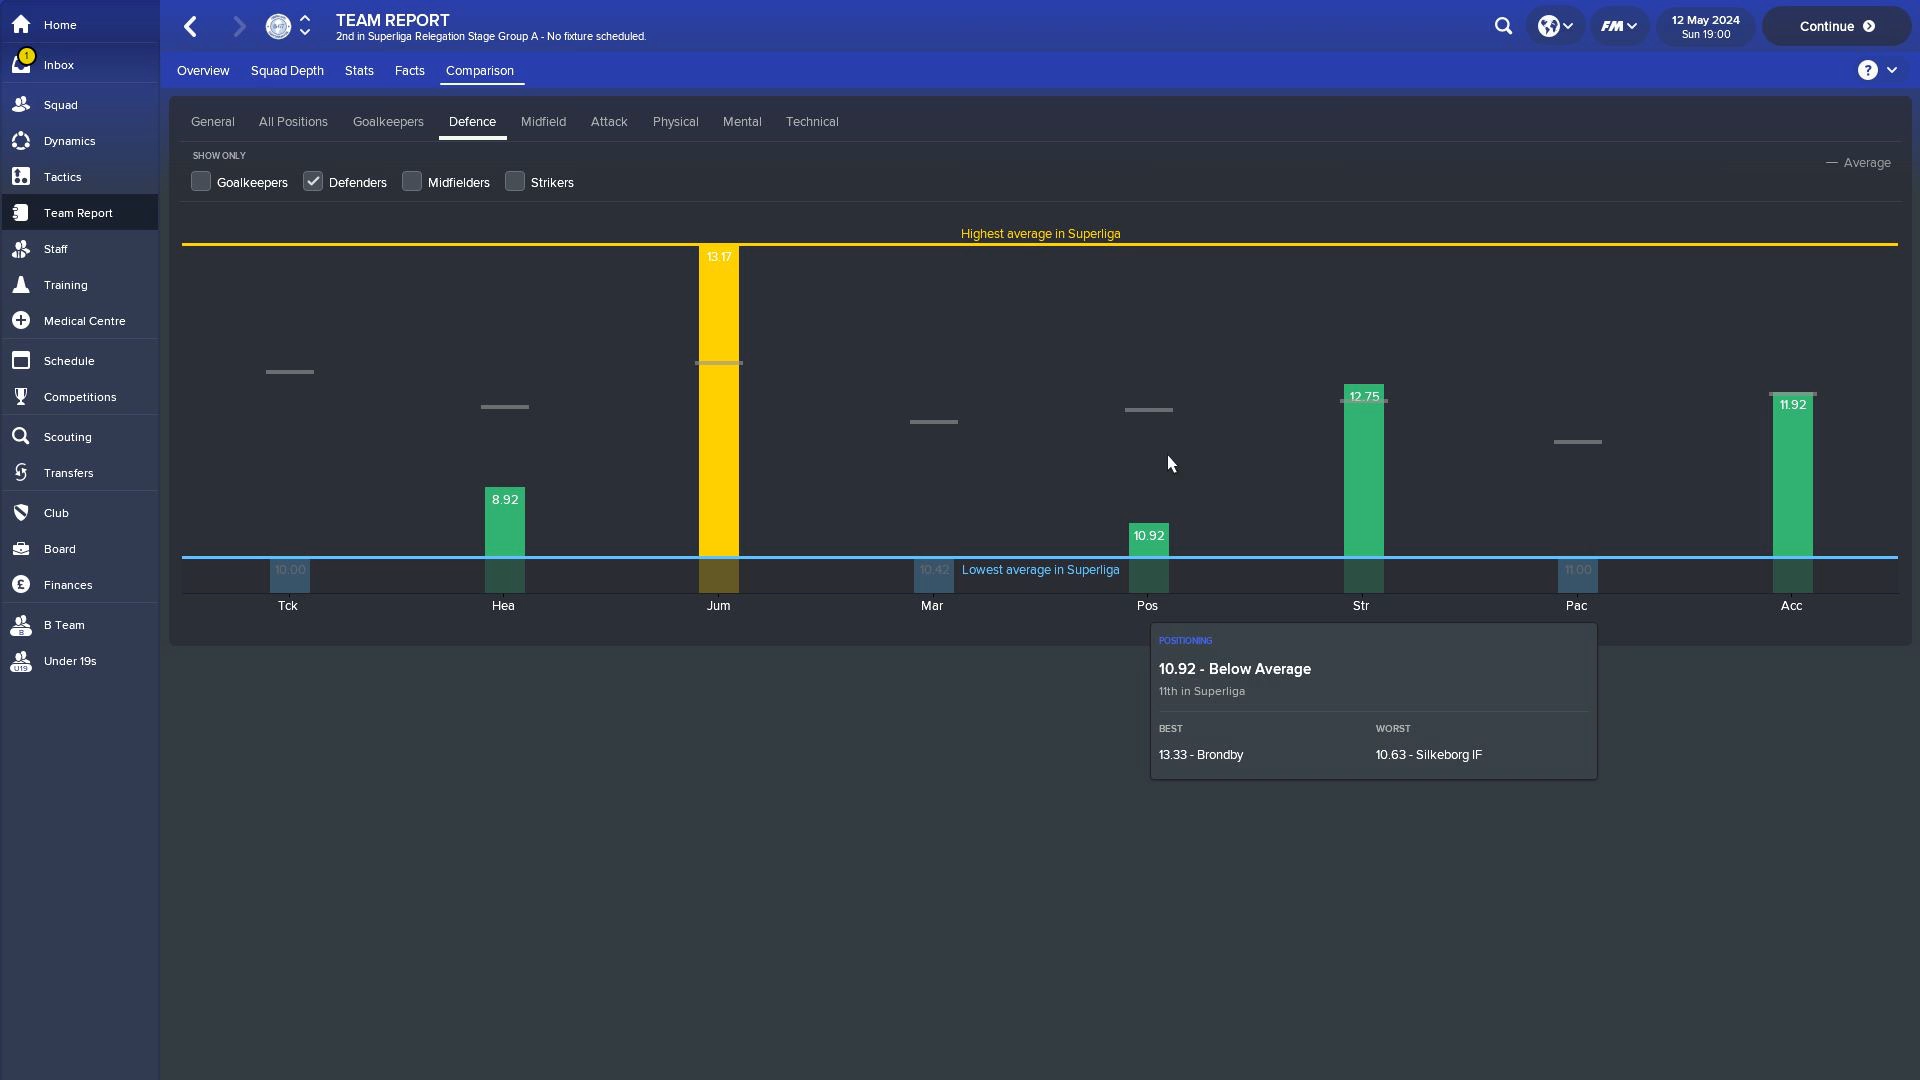 Home
1
Inbox
Squad
Dynamics
Tactics
Team Report
Staff
Training
Medical Centre
Schedule
Competitions
Scouting
Transfers
Club
Board
Finances
B
B Team
U19
Under 19s
TEAM REPORT
2nd in Superliga Relegation Stage Group A - No fixture scheduled.
FM
12 May 2024
Sun 19:00
Continue
Overview Squad Depth Stats Facts Comparison
?
General All Positions Goalkeepers Defence Midfield Attack Physical Mental Technical
SHOW ONLY
Goalkeepers Defenders Midfielders Strikers
Average
Highest average in Superliga
13.17
12.75
11.92
8.92
10.92
10.00
10.42
Lowest average in Superliga
11.00
Tck Hea Jum Mar Pos Str Pac Acc
POSITIONING
10.92 - Below Average
11th in Superliga
BEST WORST
13.33 - Brondby 10.63 - Silkeborg IF